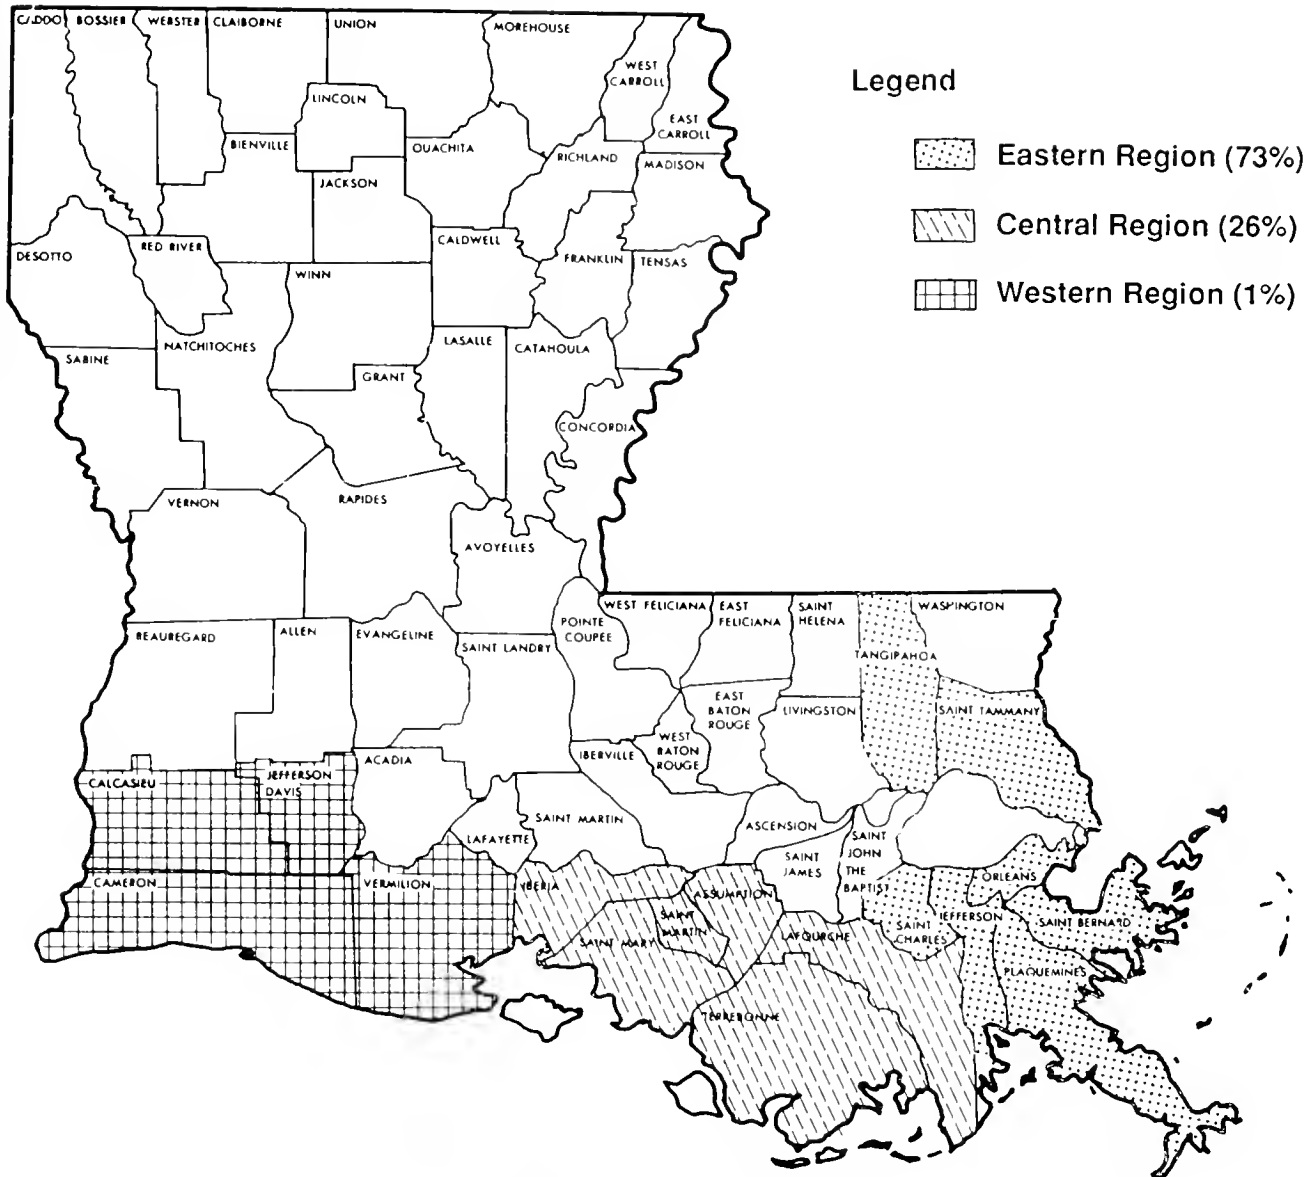 CADDO
BOSSIER
WEBSTER
CLAIBORNE
UNION
MOREHOUSE
WEST
CARROLL
EAST
CARROLL
LINCOLN
BIENVILLE
OUACHITA
RICHLAND
MADISON
JACKSON
DESOTO
RED RIVER
CALDWELL
FRANKLIN
TENSAS
WINN
SABINE
NATCHITOCHES
LASALLE
CATAHOULA
GRANT
CONCORDIA
VERNON
RAPIDES
AVOYELLES
BEAUREGARD
ALLEN
EVANGELINE
SAINT LANDRY
POINTE
COUPEE
WEST FELICIANA
EAST
FELICIANA
SAINT
HELENA
WASHINGTON
TANGIPAHOA
EAST
BATON
ROUGE
LIVINGSTON
SAINT TAMMANY
WEST
BATON
ROUGE
IBERVILLE
ACADIA
JEFFERSON
DAVIS
CALCASIEU
LAFAYETTE
SAINT MARTIN
ASCENSION
SAINT
JAMES
SAINT
JOHN
THE
BAPTIST
ORLEANS
CAMERON
VERMILION
IBERIA
ASSUMPTION
SAINT
MARTIN
SAINT MARY
LAFOURCHE
SAINT
CHARLES
JEFFERSON
SAINT BERNARD
PLAQUEMINES
TERREBONNE
Legend
Eastern Region (73%)
Central Region (26%)
Western Region (1%)